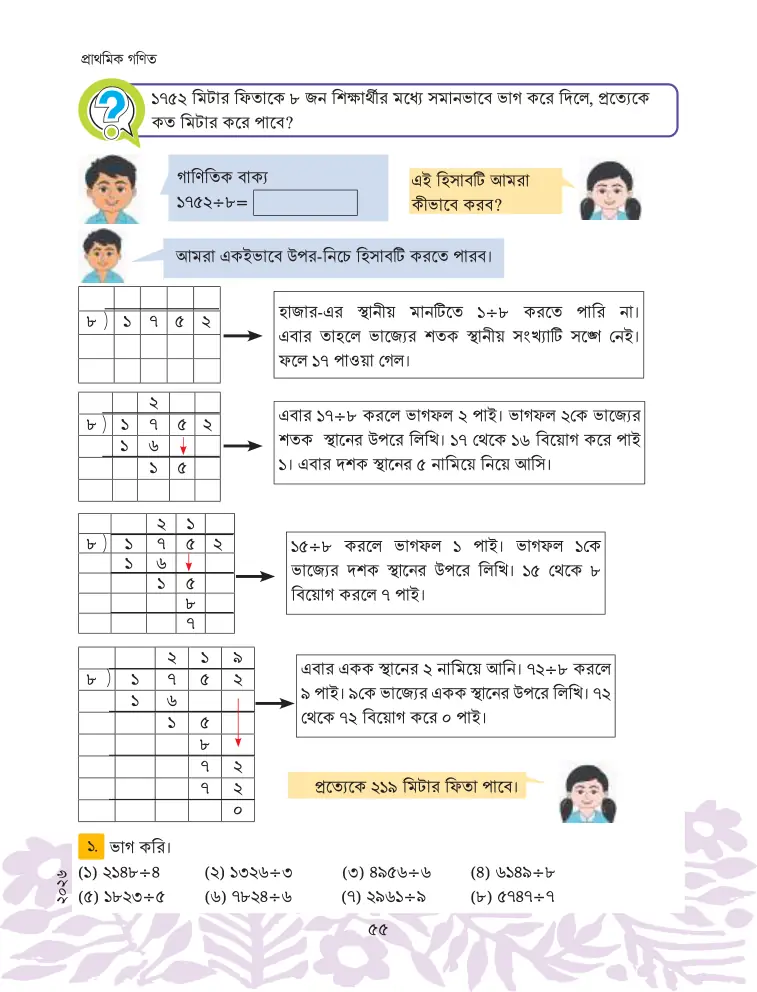 প্রাথমিক গণিত
১৭৫২ মিটার ফিতাকে ৮ জন শিক্ষার্থীর মধ্যে সমানভাবে ভাগ করে দিলে, প্রত্যেকে
কত মিটার করে পাবে?
গাণিতিক বাক্য
১৭৫২÷৮=
এই হিসাবটি আমরা
কীভাবে করব?
আমরা একইভাবে উপর-নিচে হিসাবটি করতে পারব।
৮) ১ ৭ ৫ ২
হাজার-এর স্থানীয় মানটিতে ১÷৮ করতে পারি না।
এবার তাহলে ভাজ্যের শতক স্থানীয় সংখ্যাটি সঙ্গে নেই।
ফলে ১৭ পাওয়া গেল।
২
৮) ১ ৭ ৫ ২
১ ৬
১ ৫
এবার ১৭÷৮ করলে ভাগফল ২ পাই। ভাগফল ২কে ভাজ্যের
শতক স্থানের উপরে লিখি। ১৭ থেকে ১৬ বিয়োগ করে পাই
১। এবার দশক স্থানের ৫ নামিয়ে নিয়ে আসি।
২ ১
৮) ১ ৭ ৫ ২
১ ৬
১ ৫
৮
৭
১৫÷৮ করলে ভাগফল ১ পাই। ভাগফল ১কে
ভাজ্যের দশক স্থানের উপরে লিখি। ১৫ থেকে ৮
বিয়োগ করলে ৭ পাই।
২ ১ ৯
৮) ১ ৭ ৫ ২
১ ৬
১ ৫
৮
৭ ২
৭ ২
০
এবার একক স্থানের ২ নামিয়ে আনি। ৭২÷৮ করলে
৯ পাই। ৯কে ভাজ্যের একক স্থানের উপরে লিখি। ৭২
থেকে ৭২ বিয়োগ করে ০ পাই।
প্রত্যেকে ২১৯ মিটার ফিতা পাবে।
১. ভাগ করি।
(১) ২১৪৮÷৪ (২) ১৩২৬÷৩ (৩) ৪৯৫৬÷৬ (৪) ৬১৪৯÷৮
(৫) ১৮২৩÷৫ (৬) ৭৮২৪÷৬ (৭) ২৯৬১÷৯ (৮) ৫৭৪৭÷৭
২০২৬
৫৫